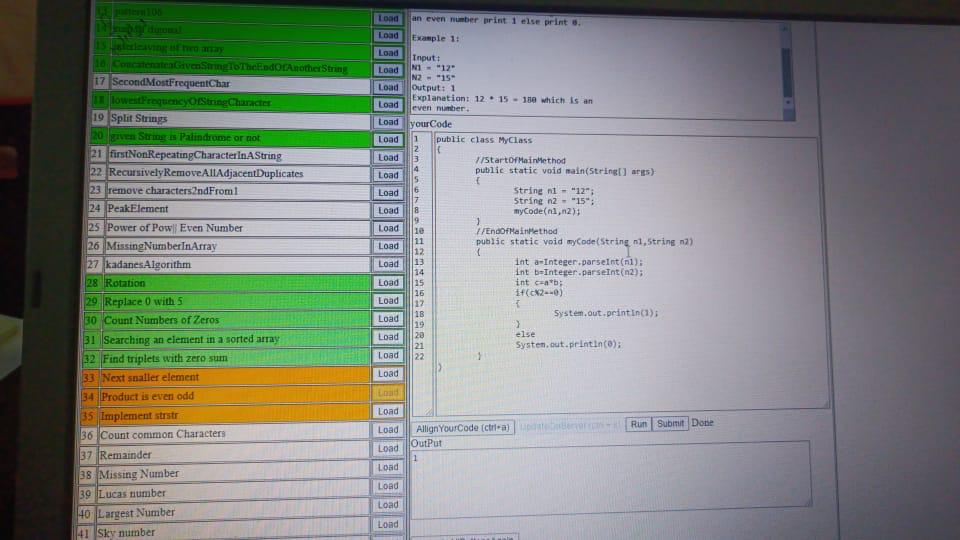 13 pattern106 Load
14 digonal Load
15 interleaving of two array Load
16 ConcatenateaGivenStringToTheEndOfAnotherString Load
17 SecondMostFrequentChar Load
18 lowestFrequencyOfStringCharacter Load
19 Split Strings Load
20 given String is Palindrome or not Load
21 firstNonRepeatingCharacterInAString Load
22 RecursivelyRemoveAllAdjacentDuplicates Load
23 remove characters2ndFrom1 Load
24 PeakElement Load
25 Power of Pow|| Even Number Load
26 MissingNumberInArray Load
27 kadanesAlgorithm Load
28 Rotation Load
29 Replace 0 with 5 Load
30 Count Numbers of Zeros Load
31 Searching an element in a sorted array Load
32 Find triplets with zero sum Load
33 Next smaller element Load
34 Product is even odd Load
35 Implement strstr Load
36 Count common Characters Load
37 Remainder Load
38 Missing Number Load
39 Lucas number Load
40 Largest Number Load
41 Sky number Load
an even number print 1 else print 0.
Example 1:
Input:
N1 = "12"
N2 = "15"
Output: 1
Explanation: 12 * 15 = 180 which is an
even number.
yourCode
1 public class MyClass
2 {
3 //StartOfMainMethod
4 public static void main(String[] args)
5 {
6 String n1 = "12";
7 String n2 = "15";
8 myCode(n1,n2);
9 }
10 //EndOfMainMethod
11 public static void myCode(String n1,String n2)
12 {
13 int a=Integer.parseInt(n1);
14 int b=Integer.parseInt(n2);
15 int c=a*b;
16 if(c%2==0)
17 {
18 System.out.println(1);
19 }
20 else
21 System.out.println(0);
22 }
}
AllignYourCode (ctrl+a) UpdateOnServer(ctrl + s) Run Submit Done
OutPut
1